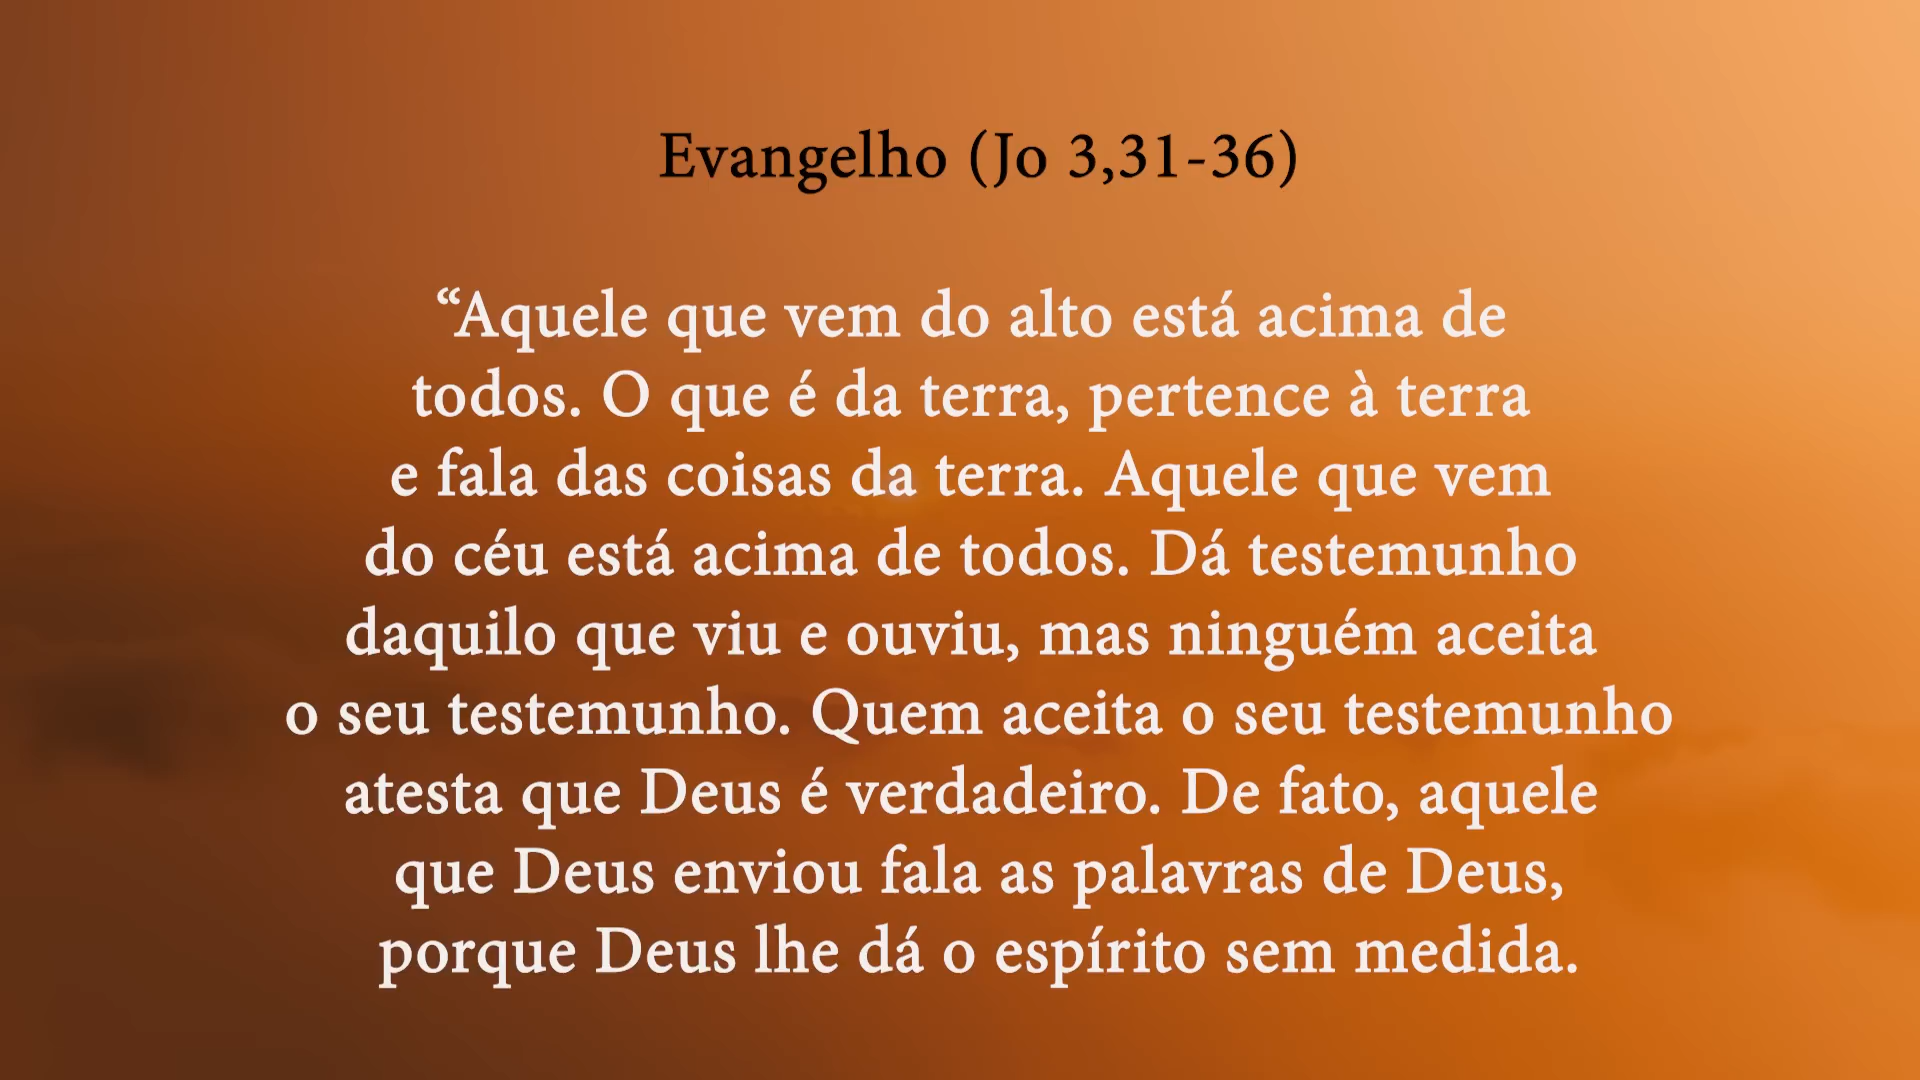 Evangelho (Jo 3,31-36)
“Aquele que vem do alto está acima de
todos. O que é da terra, pertence à terra
e fala das coisas da terra. Aquele que vem
do céu está acima de todos. Dá testemunho
daquilo que viu e ouviu, mas ninguém aceita
o seu testemunho. Quem aceita o seu testemunho
atesta que Deus é verdadeiro. De fato, aquele
que Deus enviou fala as palavras de Deus,
porque Deus lhe dá o espírito sem medida.